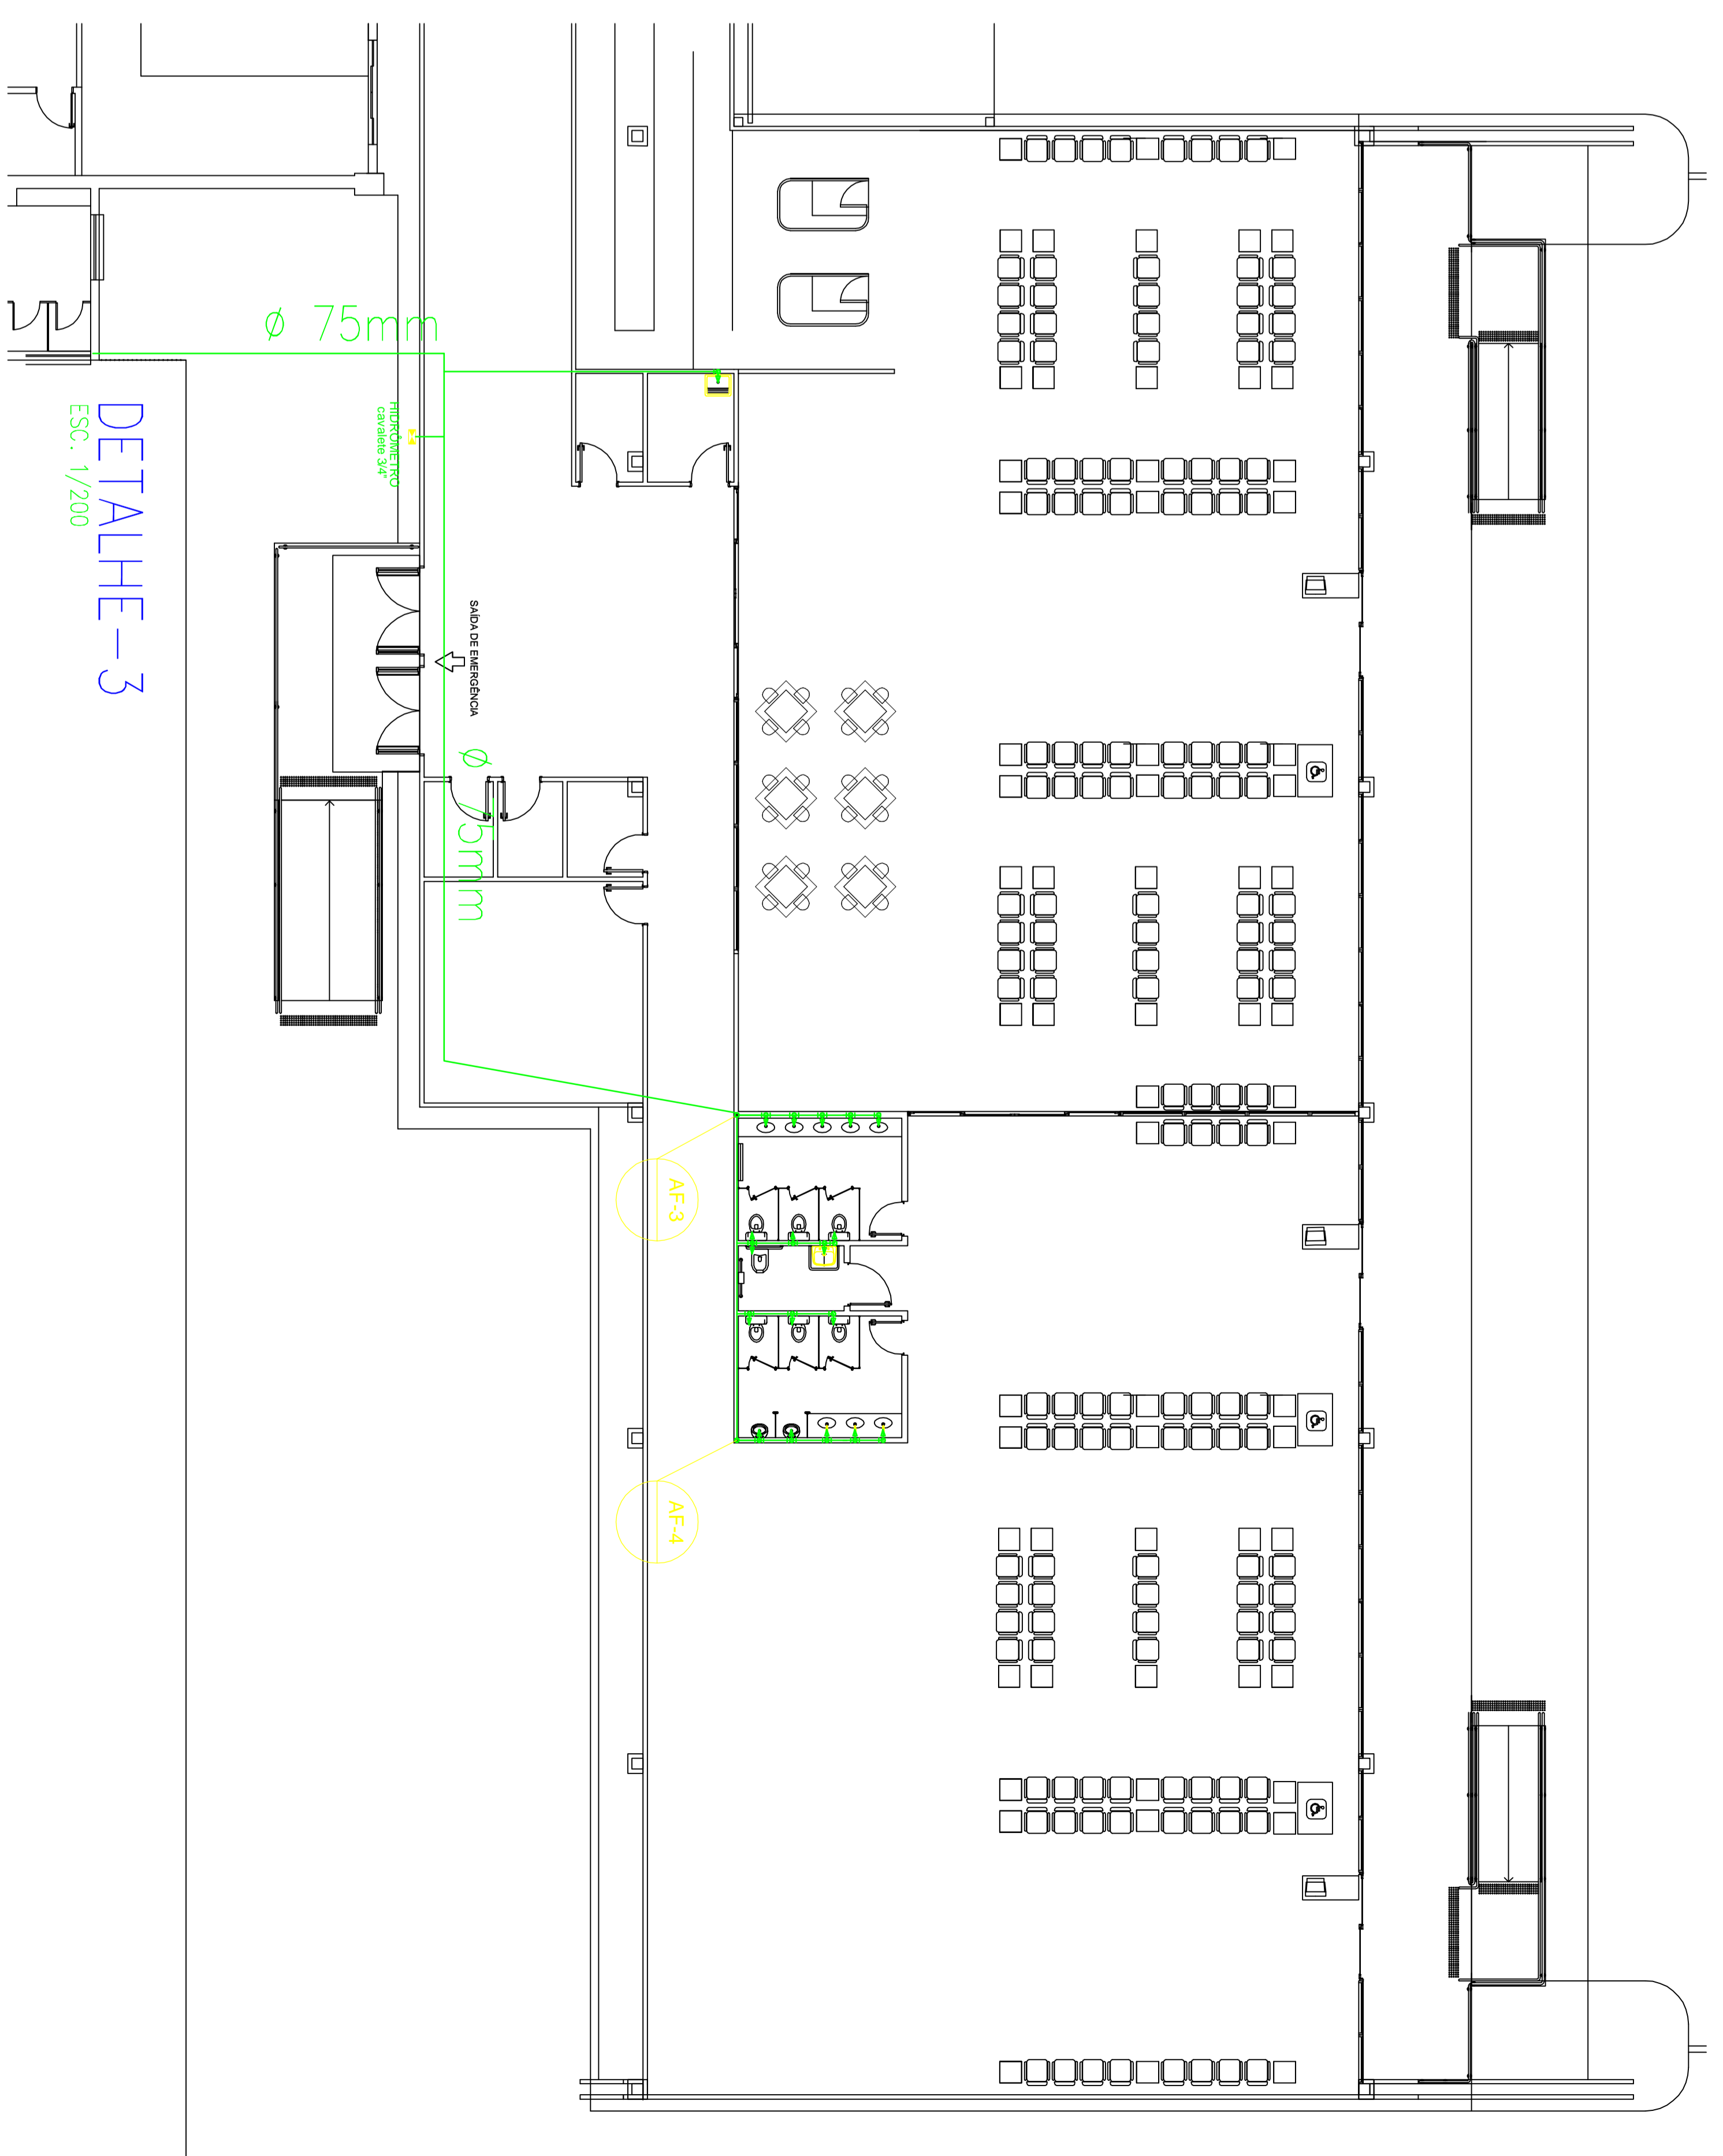 DETALHE-3
ESC. 1/200
Ø 75mm
HIDRÔMETRO
cavalete 3/4"
SAÍDA DE EMERGÊNCIA
Ø 75mm
AF-3
AF-4